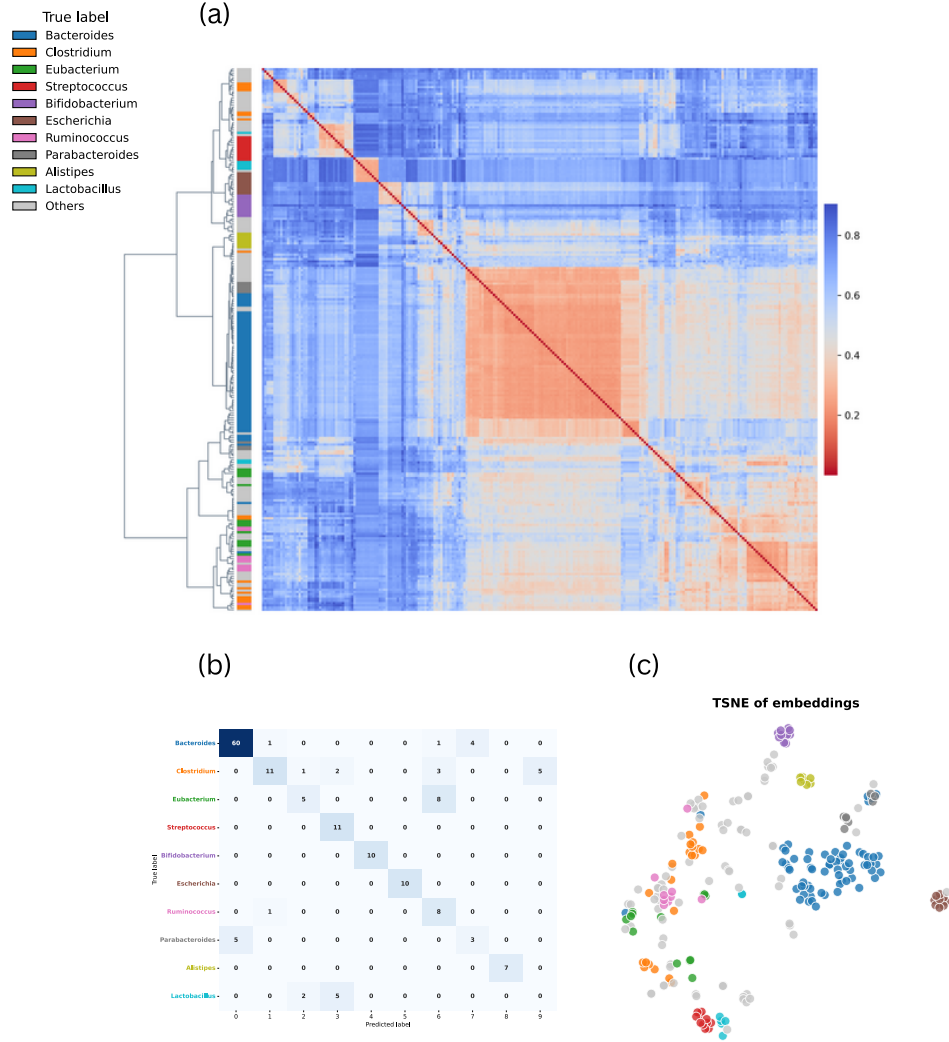 True label
Bacteroides
Clostridium
Eubacterium
Streptococcus
Bifidobacterium
Escherichia
Ruminococcus
Parabacteroides
Alistipes
Lactobacillus
Others
(a)
0.8
0.6
0.4
0.2
(b)
True label
Bacteroides 60 1 0 0 0 0 1 4 0 0
Clostridium 0 11 1 2 0 0 3 0 0 5
Eubacterium 0 0 5 0 0 0 8 0 0 0
Streptococcus 0 0 0 11 0 0 0 0 0 0
Bifidobacterium 0 0 0 0 10 0 0 0 0 0
Escherichia 0 0 0 0 0 10 0 0 0 0
Ruminococcus 0 1 0 0 0 0 8 0 0 0
Parabacteroides 5 0 0 0 0 0 0 3 0 0
Alistipes 0 0 0 0 0 0 0 0 7 0
Lactobacillus 0 0 2 5 0 0 0 0 0 0
0 1 2 3 4 5 6 7 8 9
Predicted label
(c)
TSNE of embeddings